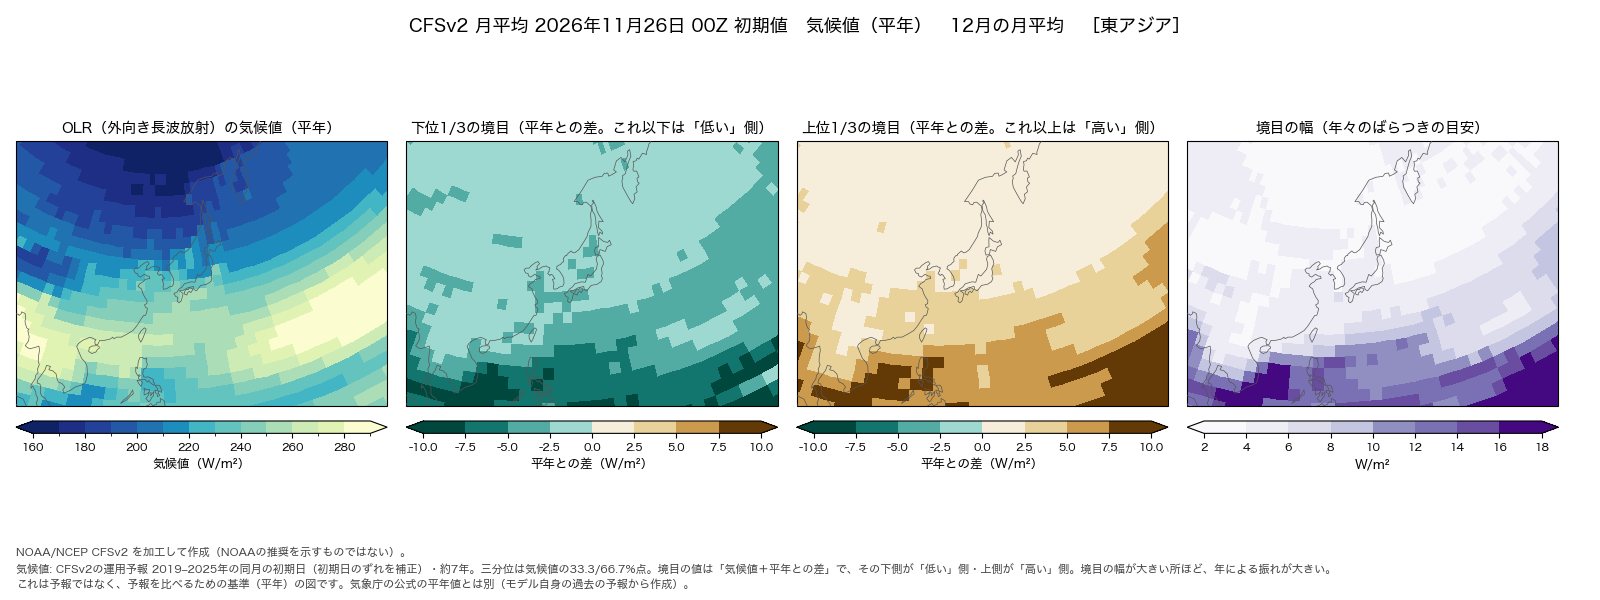 CFSv2 月平均 2026年11月26日 00Z 初期値　気候値（平年）　12月の月平均　［東アジア］
OLR（外向き長波放射）の気候値（平年）
下位1/3の境目（平年との差。これ以下は「低い」側）
上位1/3の境目（平年との差。これ以上は「高い」側）
境目の幅（年々のばらつきの目安）
160 180 200 220 240 260 280
気候値（W/m²）
-10.0 -7.5 -5.0 -2.5 0.0 2.5 5.0 7.5 10.0
平年との差（W/m²）
-10.0 -7.5 -5.0 -2.5 0.0 2.5 5.0 7.5 10.0
平年との差（W/m²）
2 4 6 8 10 12 14 16 18
W/m²
NOAA/NCEP CFSv2 を加工して作成（NOAAの推奨を示すものではない）。
気候値: CFSv2の運用予報 2019–2025年の同月の初期日（初期日のずれを補正）・約7年。三分位は気候値の33.3/66.7%点。境目の値は「気候値＋平年との差」で、その下側が「低い」側・上側が「高い」側。境目の幅が大きい所ほど、年による振れが大きい。
これは予報ではなく、予報を比べるための基準（平年）の図です。気象庁の公式の平年値とは別（モデル自身の過去の予報から作成）。